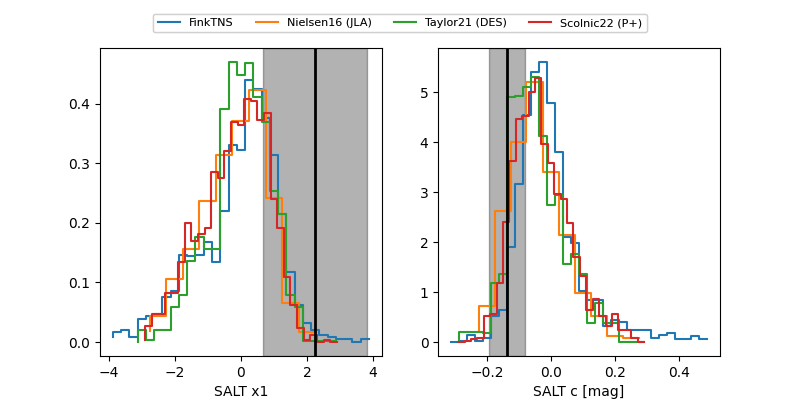 FinkTNS Nielsen16 (JLA) Taylor21 (DES) Scolnic22 (P+)
0.4
0.3
0.2
0.1
0.0
−4 −2 0 2 4
SALT x1
5
4
3
2
1
0
−0.2 0.0 0.2 0.4
SALT c [mag]